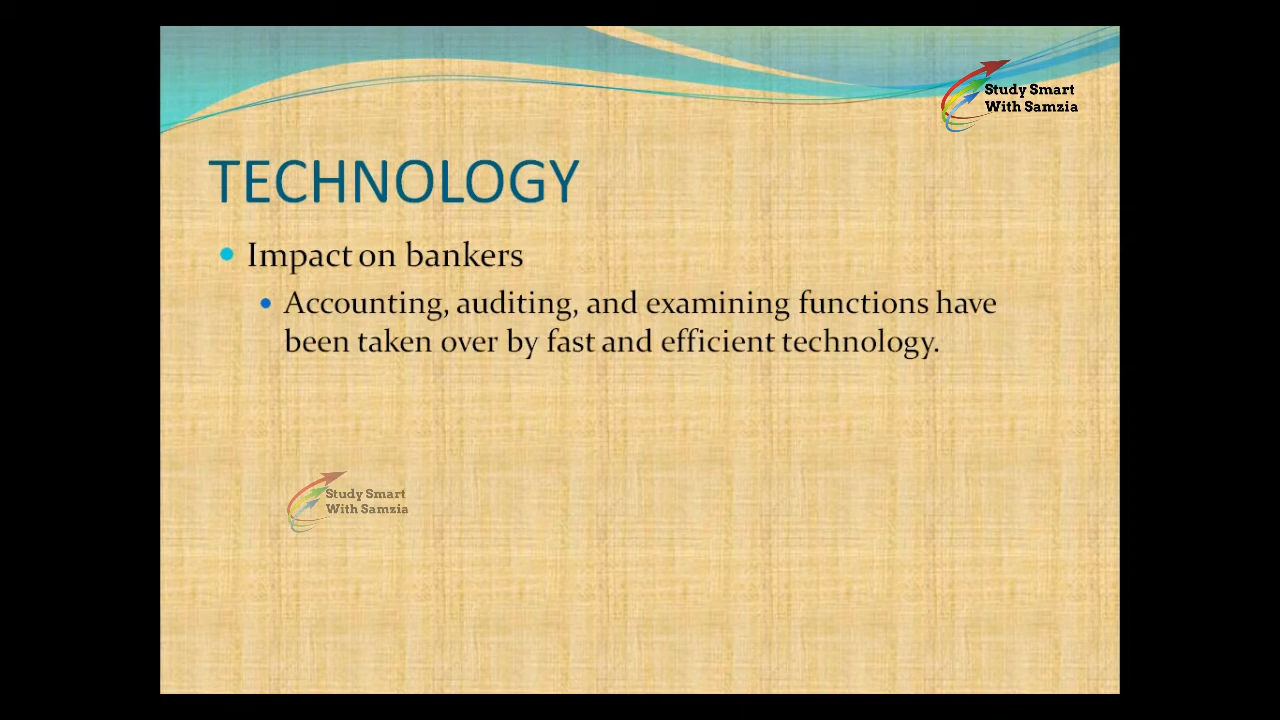 Study Smart
With Samzia
TECHNOLOGY
Impact on bankers
Accounting, auditing, and examining functions have
been taken over by fast and efficient technology.
Study Smart
With Samzia